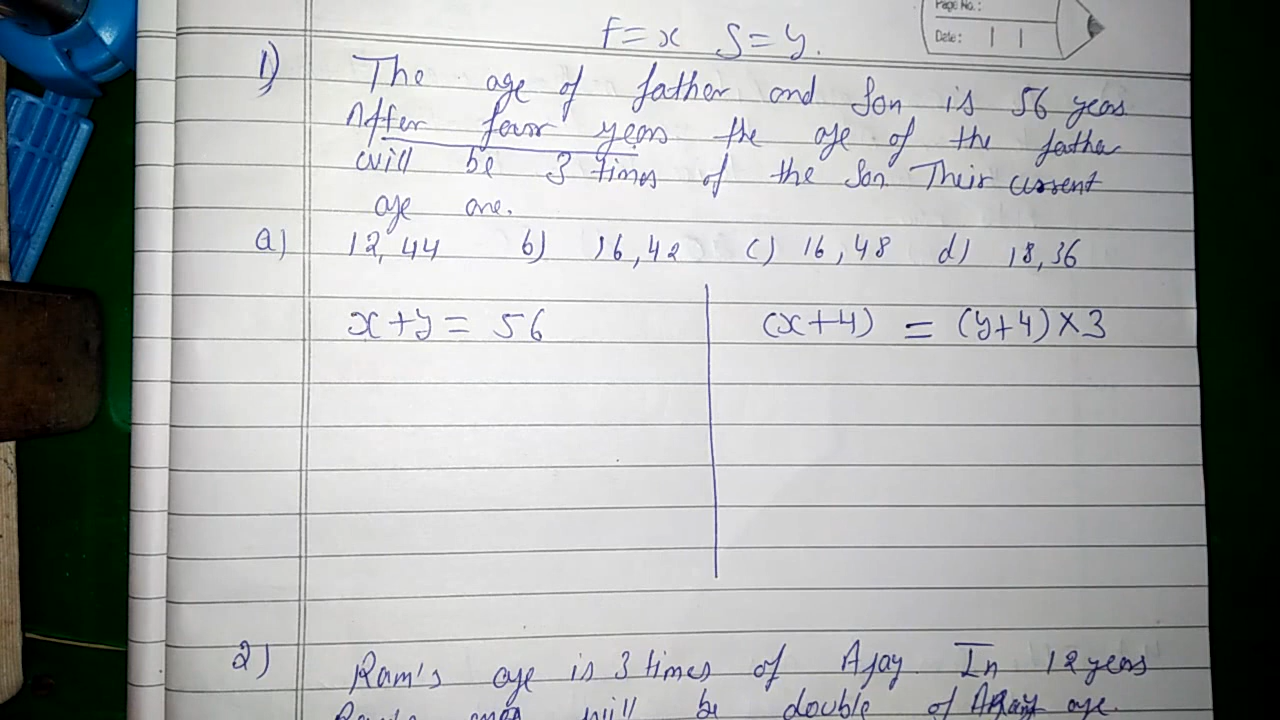 Page No.:
Date:
F=x S=y.
1) The age of father and Son is 56 years
After four years the age of the father
will be 3 times of the Son Their current
age are.
a) 12,44 b) 16,42 c) 16,48 d) 18,36
x+y= 56 (x+4) = (y+4)×3
2) Ram's age is 3 times of Ajay In 12 years
will be double of age.